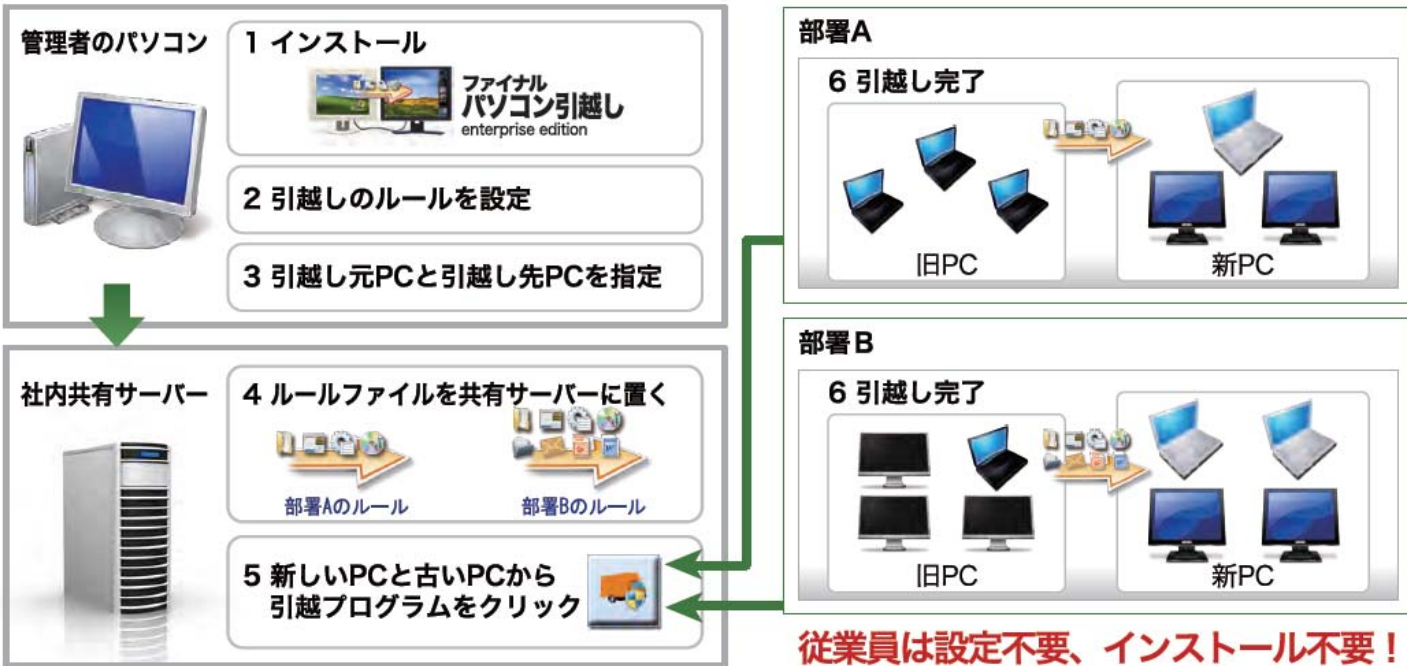 管理者のパソコン
1 インストール
ファイナル
パソコン引越し
enterprise edition
2 引越しのルールを設定
3 引越し元PCと引越し先PCを指定
社内共有サーバー
4 ルールファイルを共有サーバーに置く
部署Aのルール
部署Bのルール
5 新しいPCと古いPCから
引越プログラムをクリック
部署A
6 引越し完了
旧PC
新PC
部署B
6 引越し完了
旧PC
新PC
従業員は設定不要、インストール不要！